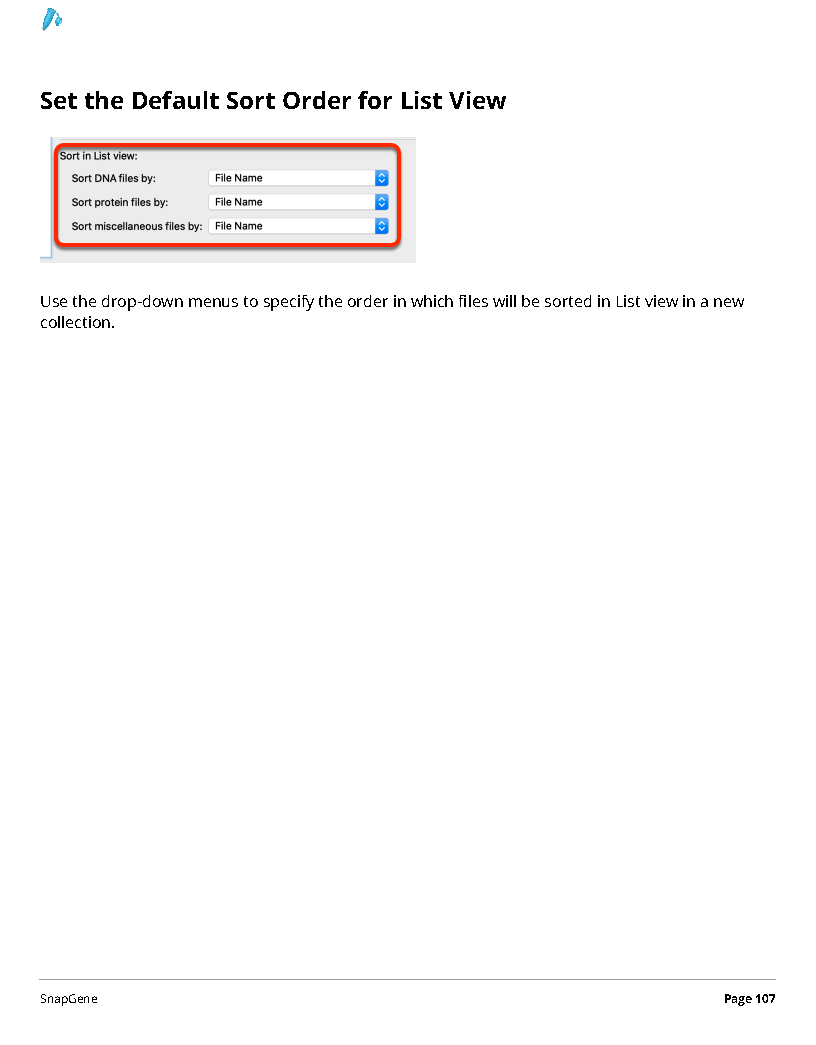 Set the Default Sort Order for List View
Sort in List view:
Sort DNA files by: File Name
Sort protein files by: File Name
Sort miscellaneous files by: File Name
Use the drop-down menus to specify the order in which files will be sorted in List view in a new
collection.
SnapGene Page 107